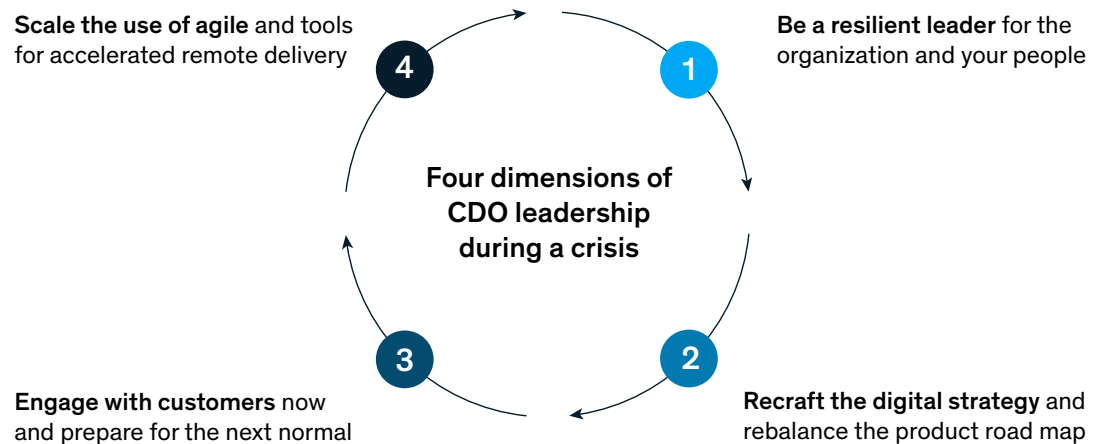 Scale the use of agile and tools
for accelerated remote delivery
4
1
Be a resilient leader for the
organization and your people
Four dimensions of
CDO leadership
during a crisis
3
2
Engage with customers now
and prepare for the next normal
Recraft the digital strategy and
rebalance the product road map